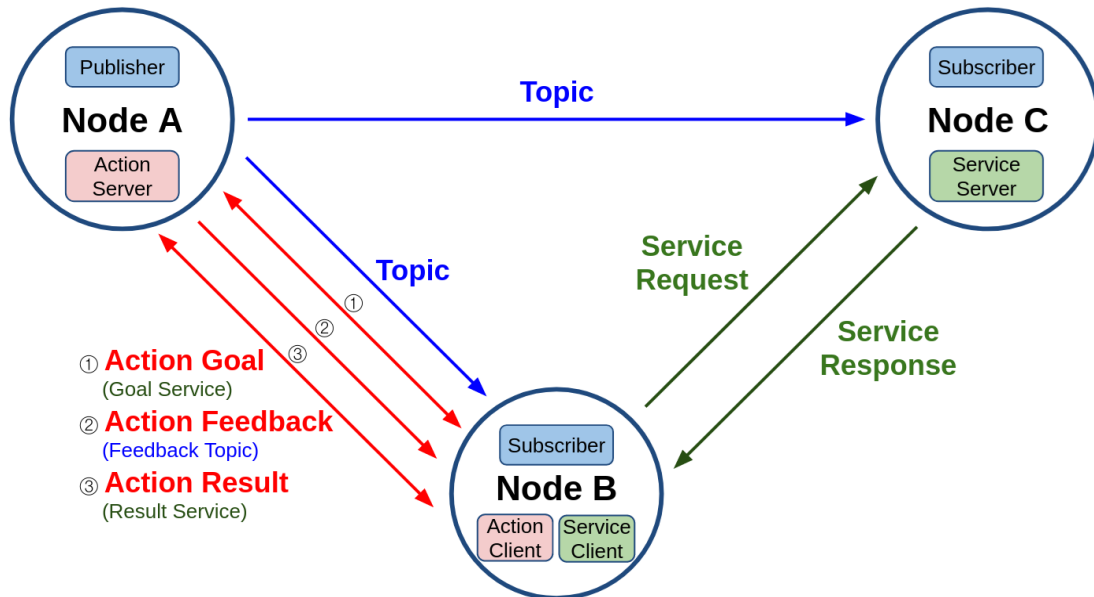 Publisher
Node A
Action
Server
Topic
Subscriber
Node C
Service
Server
Topic
Service
Request
Service
Response
①
②
③
① Action Goal
(Goal Service)
② Action Feedback
(Feedback Topic)
③ Action Result
(Result Service)
Subscriber
Node B
Action
Client
Service
Client